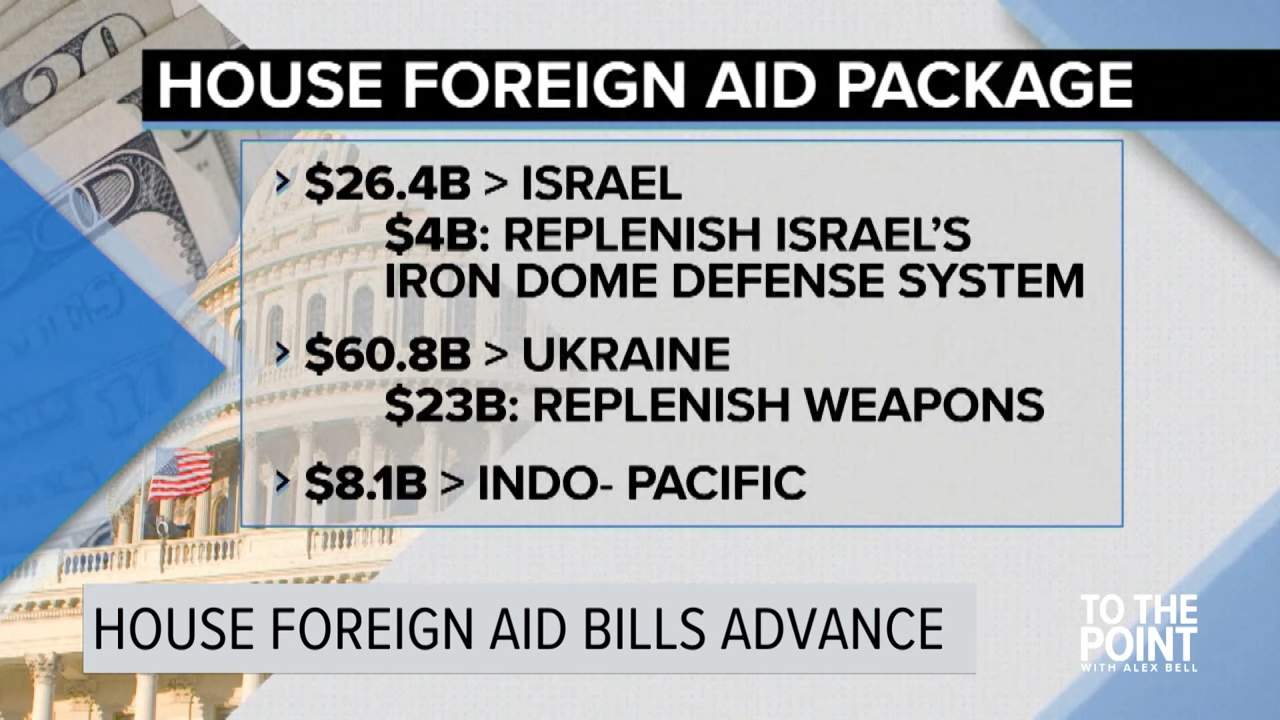 HOUSE FOREIGN AID PACKAGE
> $26.4B > ISRAEL
$4B: REPLENISH ISRAEL’S
IRON DOME DEFENSE SYSTEM
> $60.8B > UKRAINE
$23B: REPLENISH WEAPONS
> $8.1B > INDO- PACIFIC
HOUSE FOREIGN AID BILLS ADVANCE
TO THE
POINT
WITH ALEX BELL